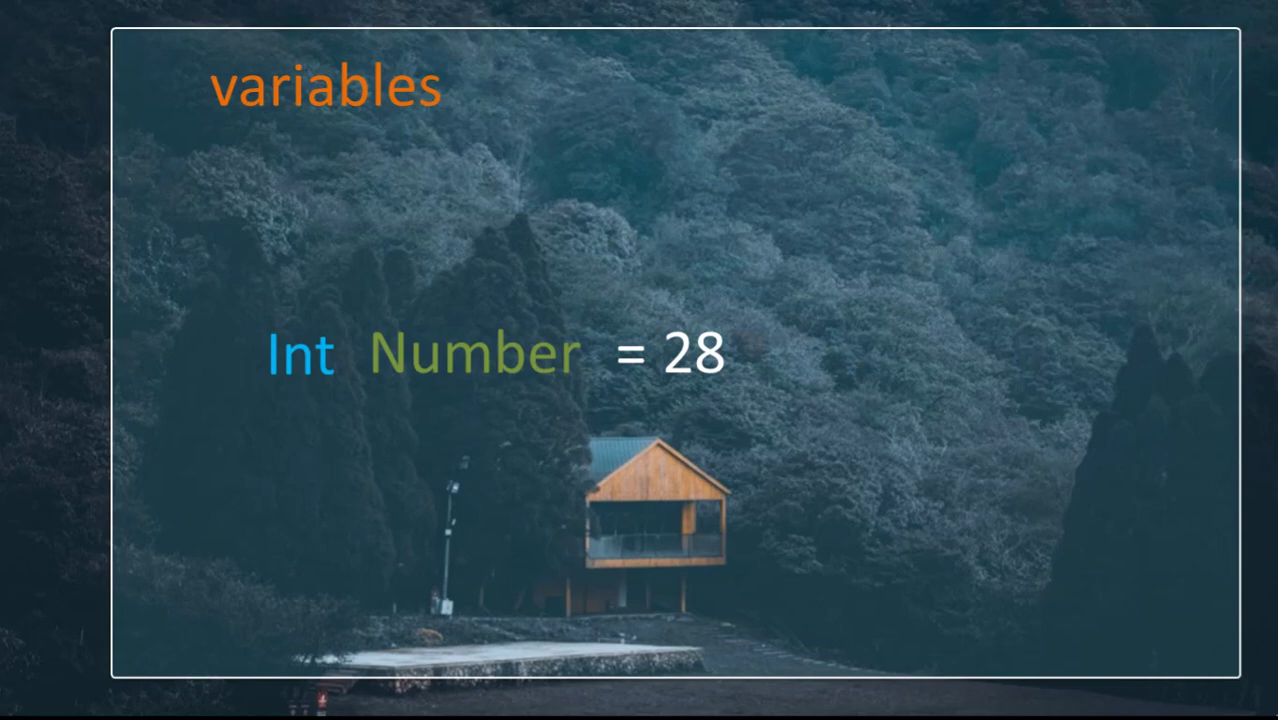 variables
Int Number = 28